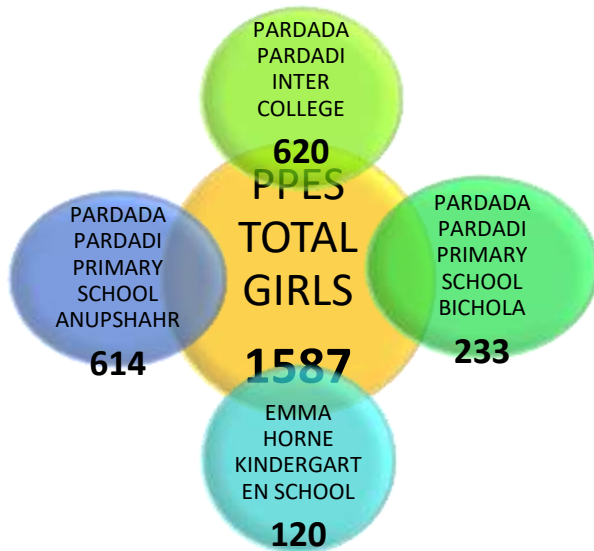 PARDADA
PARDADI
INTER
COLLEGE
620
PPES
TOTAL
GIRLS
1587
PARDADA
PARDADI
PRIMARY
SCHOOL
ANUPSHAHR
614
PARDADA
PARDADI
PRIMARY
SCHOOL
BICHOLA
233
EMMA
HORNE
KINDERGART
EN SCHOOL
120